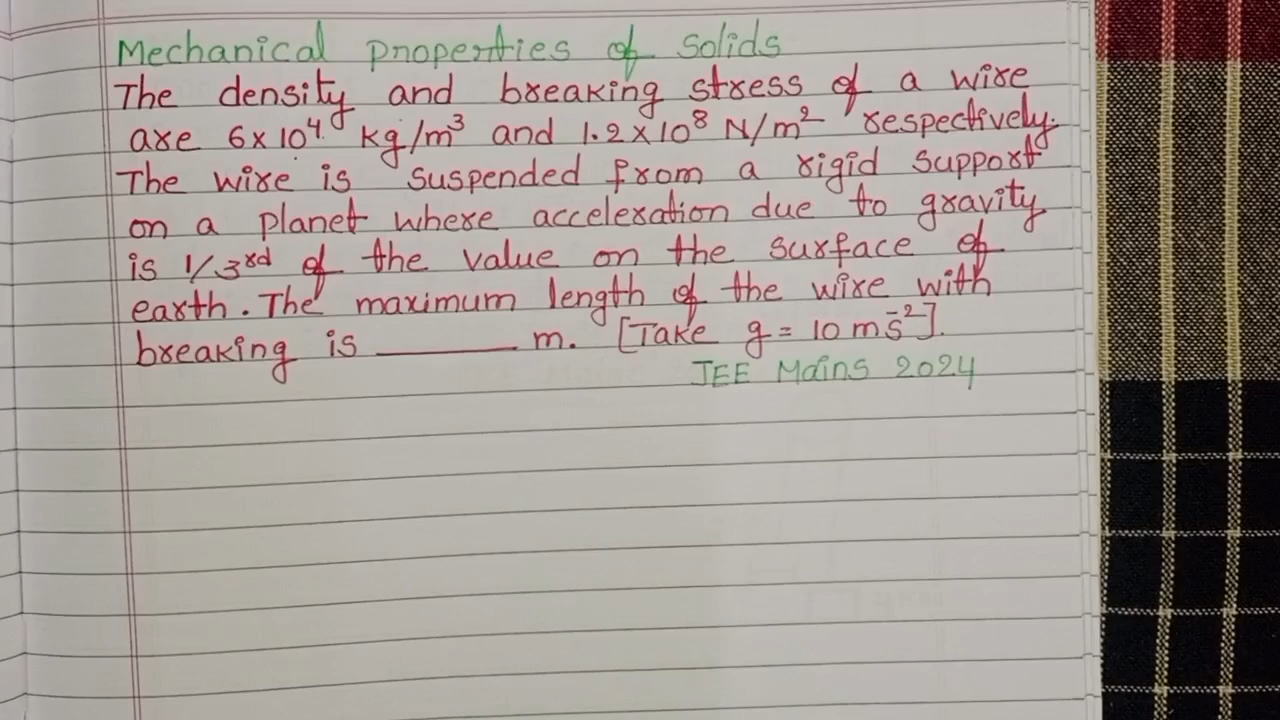 Mechanical properties of solids
The density and breaking stress of a wire
are 6×10⁴ kg/m³ and 1.2×10⁸ N/m² respectively.
The wire is suspended from a rigid support
on a planet where acceleration due to gravity
is 1/3rd of the value on the surface of
earth. The maximum length of the wire with
breaking is ______ m. [Take g = 10 ms⁻²].
JEE Mains 2024